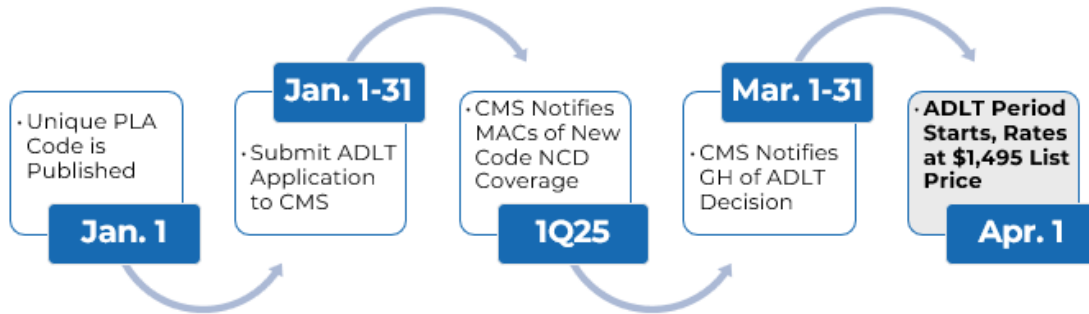 · Unique PLA
Code is
Published
Jan. 1
Jan. 1-31
· Submit ADLT
Application
to CMS
· CMS Notifies
MACs of New
Code NCD
Coverage
1Q25
Mar. 1-31
· CMS Notifies
GH of ADLT
Decision
· ADLT Period
Starts, Rates
at $1,495 List
Price
Apr. 1